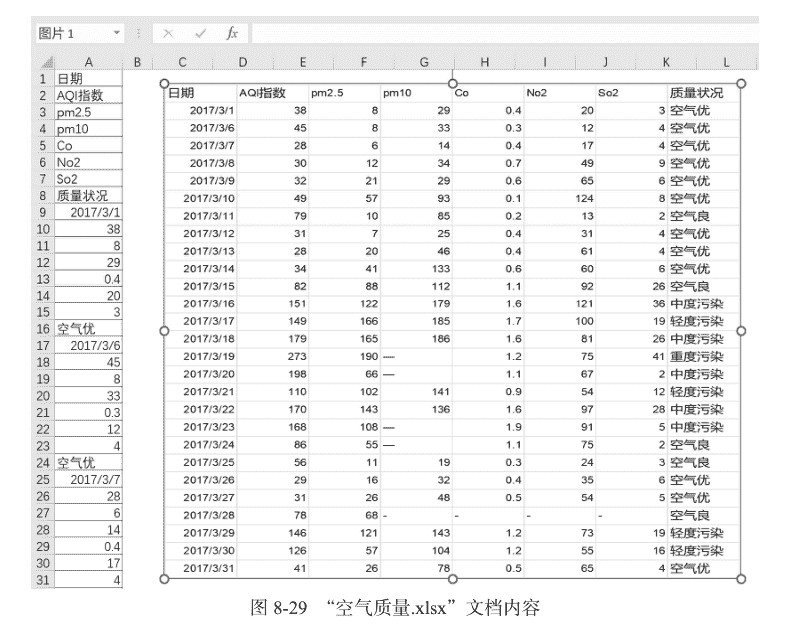 图片 1 fx
A B C D E F G H I J K L
1 日期
2 AQI指数
3 pm2.5
4 pm10
5 Co
6 No2
7 So2
8 质量状况
9 2017/3/1
10 38
11 8
12 29
13 0.4
14 20
15 3
16 空气优
17 2017/3/6
18 45
19 8
20 33
21 0.3
22 12
23 4
24 空气优
25 2017/3/7
26 28
27 6
28 14
29 0.4
30 17
31 4
日期 AQI指数 pm2.5 pm10 Co No2 So2 质量状况
2017/3/1 38 8 29 0.4 20 3 空气优
2017/3/6 45 8 33 0.3 12 4 空气优
2017/3/7 28 6 14 0.4 17 4 空气优
2017/3/8 30 12 34 0.7 49 9 空气优
2017/3/9 32 21 29 0.6 65 6 空气优
2017/3/10 49 57 93 0.1 124 8 空气优
2017/3/11 79 10 85 0.2 13 2 空气良
2017/3/12 31 7 25 0.4 31 4 空气优
2017/3/13 28 20 46 0.4 61 4 空气优
2017/3/14 34 41 133 0.6 60 6 空气优
2017/3/15 82 88 112 1.1 92 26 空气良
2017/3/16 151 122 179 1.6 121 36 中度污染
2017/3/17 149 166 185 1.7 100 19 轻度污染
2017/3/18 179 165 186 1.6 81 26 中度污染
2017/3/19 273 190 — 1.2 75 41 重度污染
2017/3/20 198 66 — 1.1 67 2 中度污染
2017/3/21 110 102 141 0.9 54 12 轻度污染
2017/3/22 170 143 136 1.6 97 28 中度污染
2017/3/23 168 108 — 1.9 91 5 中度污染
2017/3/24 86 55 — 1.1 75 2 空气良
2017/3/25 56 11 19 0.3 24 3 空气良
2017/3/26 29 16 32 0.4 35 6 空气优
2017/3/27 31 26 48 0.5 54 5 空气优
2017/3/28 78 68 - - - - 空气良
2017/3/29 146 121 143 1.2 73 19 轻度污染
2017/3/30 126 57 104 1.2 55 16 轻度污染
2017/3/31 41 26 78 0.5 65 4 空气优
图 8-29 “空气质量.xlsx”文档内容